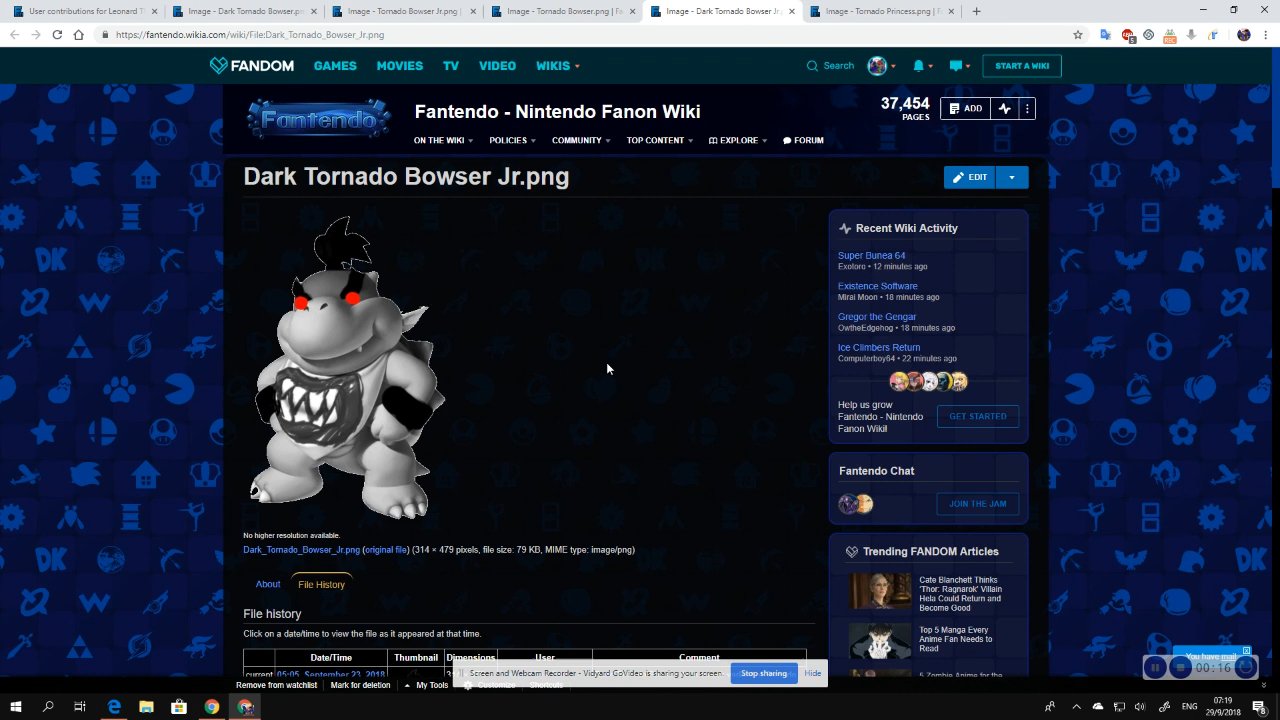 User contributions for Leonard T
Image - Dark Tornado Bowser.pn
Image - Tornado Bowser Jr.png |
Image - Tornado Bowser.png | Fa
Image - Dark Tornado Bowser Jr.
Image - Tornado Princess.png | F
https://fantendo.wikia.com/wiki/File:Dark_Tornado_Bowser_Jr.png
FANDOM GAMES MOVIES TV VIDEO WIKIS Search START A WIKI
Fantendo
Fantendo - Nintendo Fanon Wiki
37,454
PAGES
ADD
ON THE WIKI POLICIES COMMUNITY TOP CONTENT EXPLORE FORUM
Dark Tornado Bowser Jr.png
EDIT
No higher resolution available.
Dark_Tornado_Bowser_Jr.png (original file) (314 × 479 pixels, file size: 79 KB, MIME type: image/png)
About File History
File history
Click on a date/time to view the file as it appeared at that time.
Date/Time Thumbnail Dimensions User Comment
current 05:05, September 23, 2018
Recent Wiki Activity
Super Bunea 64
Exotoro • 12 minutes ago
Existence Software
Mirai Moon • 18 minutes ago
Gregor the Gengar
OwtheEdgehog • 18 minutes ago
Ice Climbers Return
Computerboy64 • 22 minutes ago
Help us grow
Fantendo - Nintendo
Fanon Wiki!
GET STARTED
Fantendo Chat
JOIN THE JAM
Trending FANDOM Articles
Cate Blanchett Thinks
'Thor: Ragnarok' Villain
Hela Could Return and
Become Good
Top 5 Manga Every
Anime Fan Needs to
Read
5 Zombie Anime for the
You have mail
00:16
Screen and Webcam Recorder - Vidyard GoVideo is sharing your screen.
Stop sharing
Hide
Remove from watchlist Mark for deletion My Tools Customize Shortcuts
ENG
07:19
29/9/2018